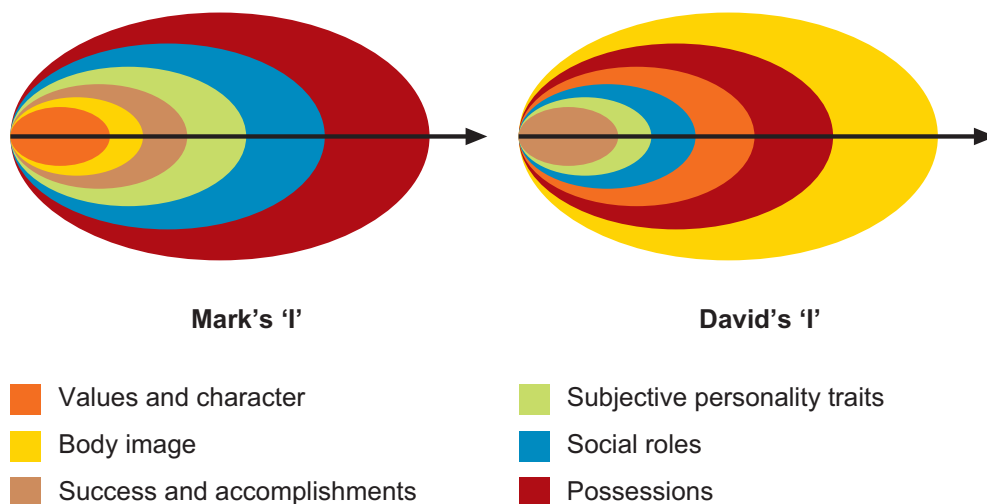 Mark’s ‘I’
David’s ‘I’
Values and character
Body image
Success and accomplishments
Subjective personality traits
Social roles
Possessions